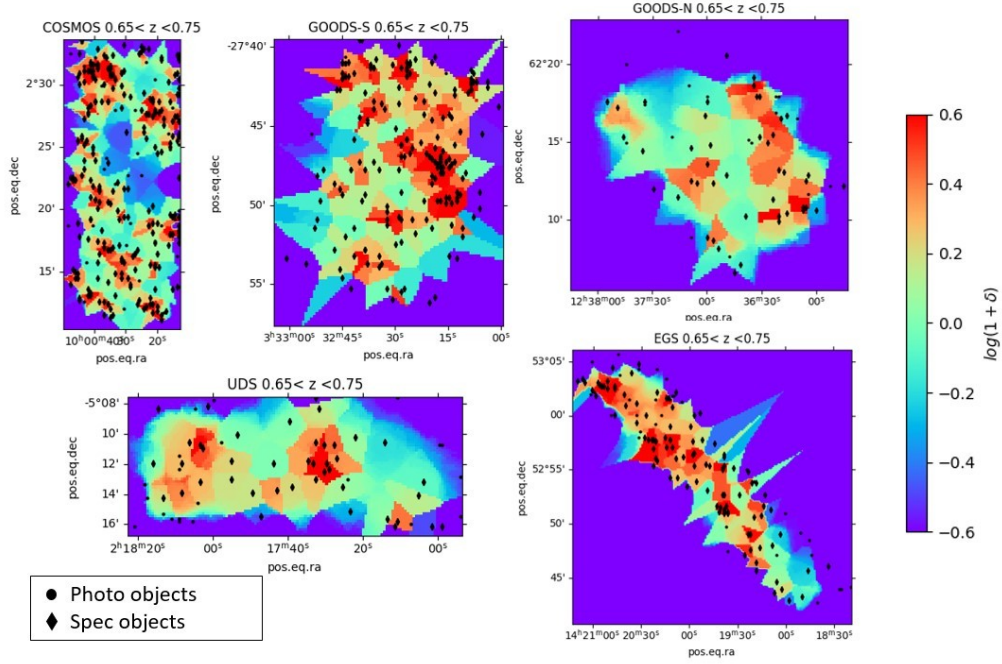 COSMOS 0.65< z <0.75
2°30'
25'
20'
15'
pos.eq.dec
10ʰ00ᵐ40ˢ
20ˢ
pos.eq.ra
GOODS-S 0.65< z <0.75
-27°40'
45'
50'
55'
pos.eq.dec
3ʰ33ᵐ00ˢ 32ᵐ45ˢ 30ˢ 15ˢ 00ˢ
pos.eq.ra
GOODS-N 0.65< z <0.75
62°20'
15'
10'
pos.eq.dec
12ʰ38ᵐ00ˢ 37ᵐ30ˢ 00ˢ 36ᵐ30ˢ 00ˢ
pos.eq.ra
0.6
0.4
0.2
0.0
−0.2
−0.4
−0.6
log(1 + δ)
UDS 0.65< z <0.75
-5°08'
10'
12'
14'
16'
pos.eq.dec
2ʰ18ᵐ20ˢ 00ˢ 17ᵐ40ˢ 20ˢ 00ˢ
pos.eq.ra
EGS 0.65< z <0.75
53°05'
00'
52°55'
50'
45'
pos.eq.dec
14ʰ21ᵐ00ˢ 20ᵐ30ˢ 00ˢ 19ᵐ30ˢ 00ˢ 18ᵐ30ˢ
pos.eq.ra
Photo objects
Spec objects